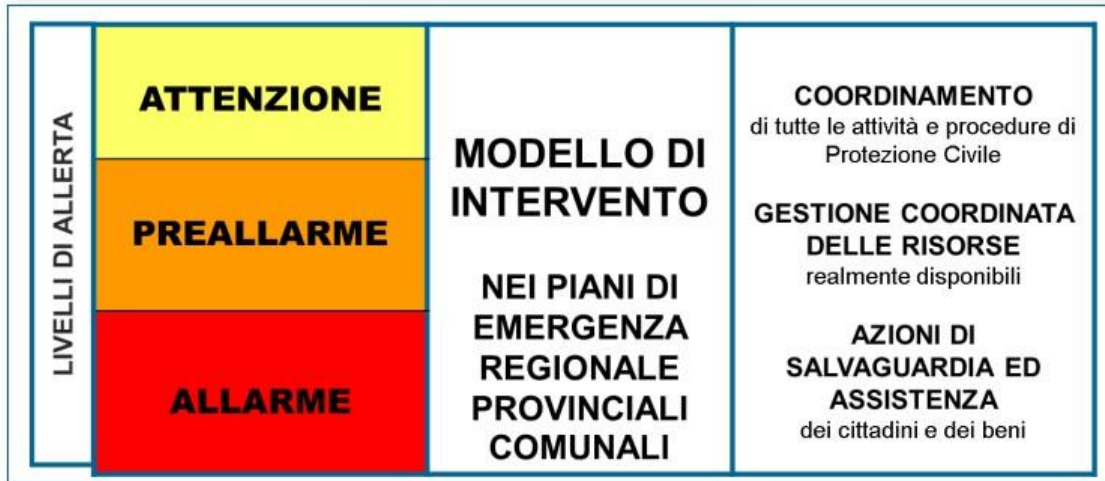 LIVELLI DI ALLERTA
ATTENZIONE
PREALLARME
ALLARME
MODELLO DI
INTERVENTO
NEI PIANI DI
EMERGENZA
REGIONALE
PROVINCIALI
COMUNALI
COORDINAMENTO
di tutte le attività e procedure di
Protezione Civile
GESTIONE COORDINATA
DELLE RISORSE
realmente disponibili
AZIONI DI
SALVAGUARDIA ED
ASSISTENZA
dei cittadini e dei beni